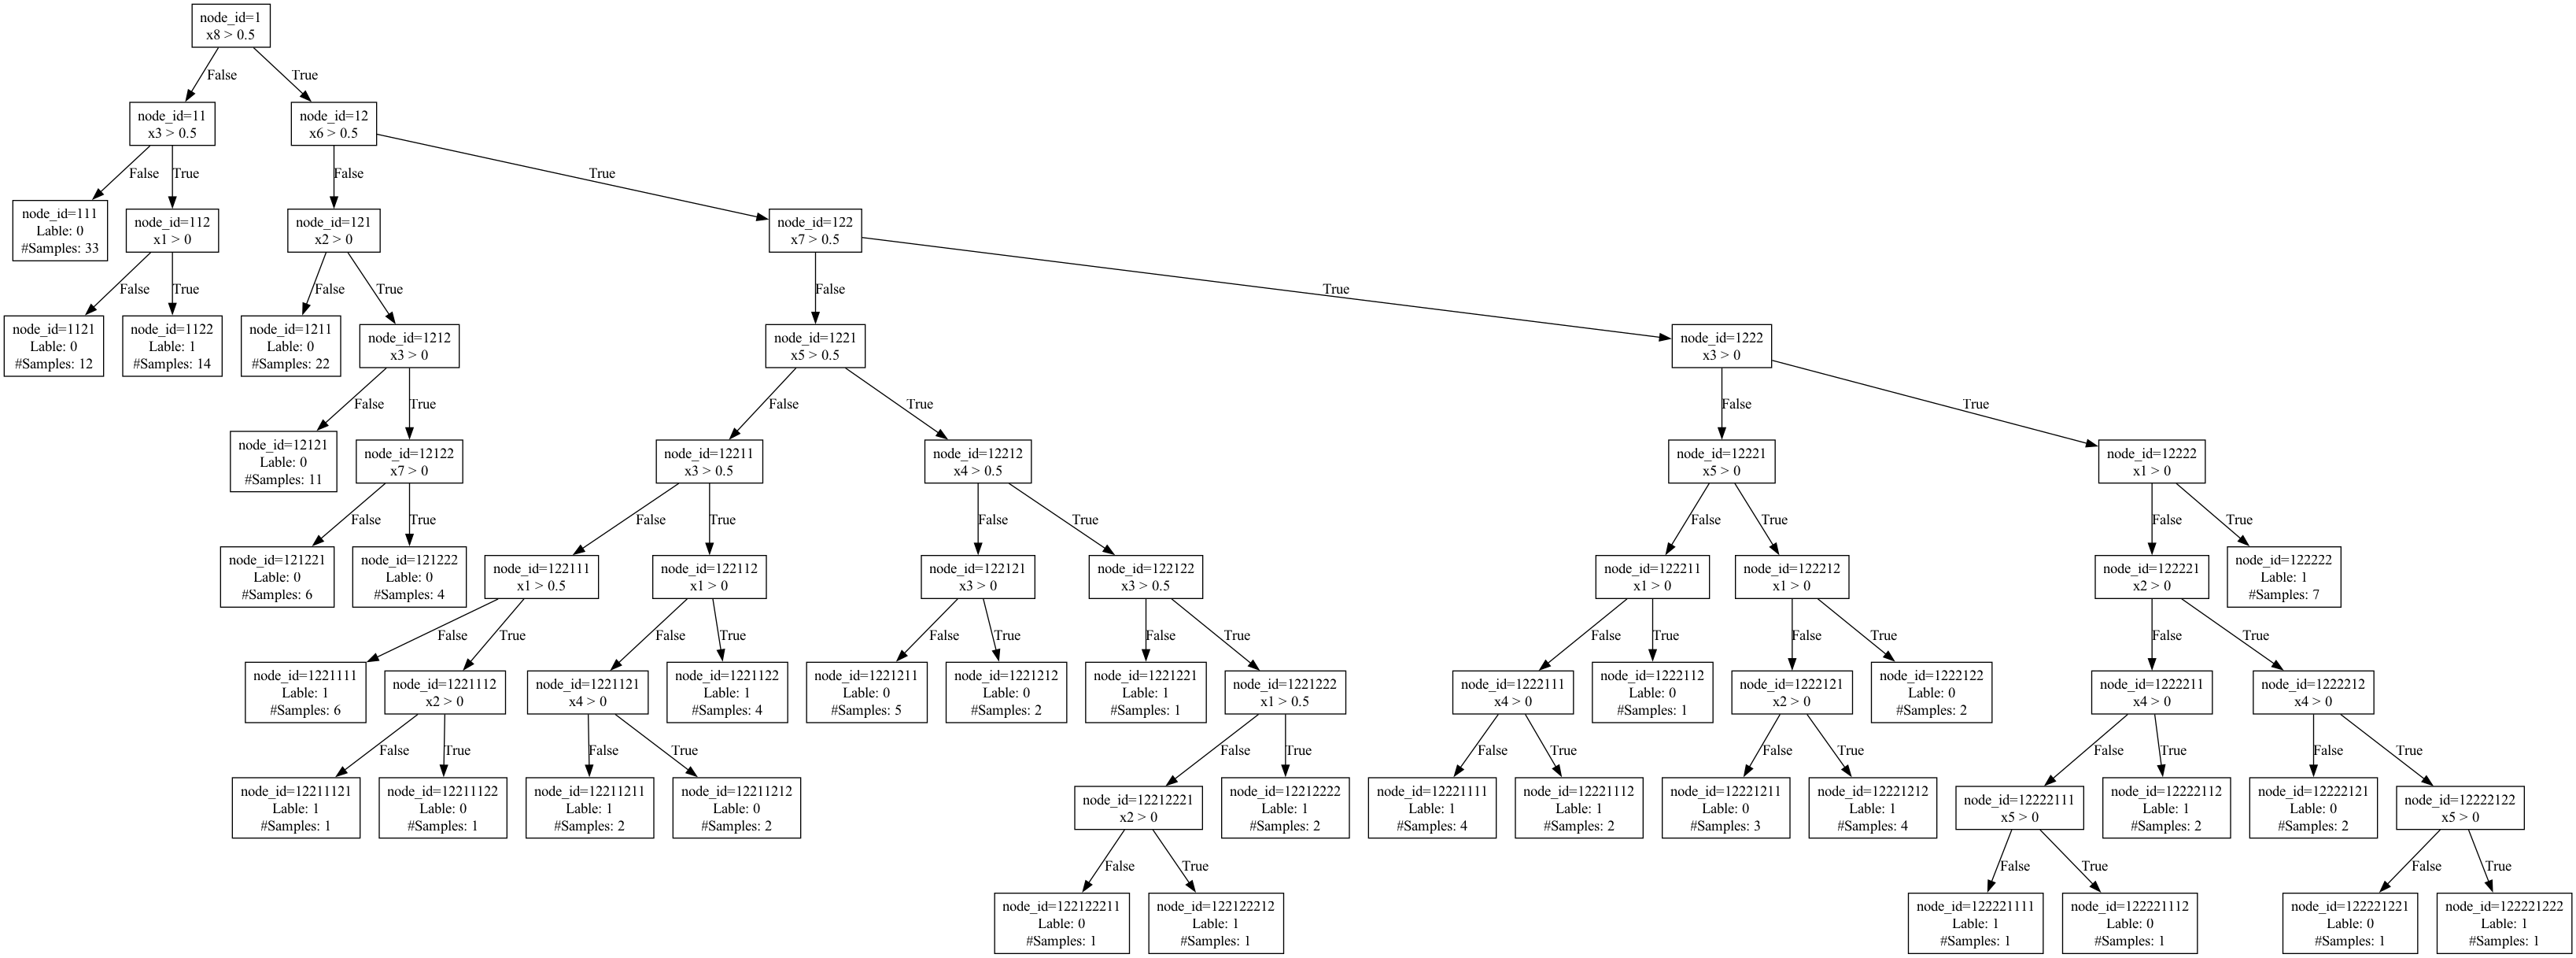 node_id=1
x8 > 0.5
False
True
node_id=11
x3 > 0.5
node_id=12
x6 > 0.5
False
True
False
True
node_id=111
Lable: 0
#Samples: 33
node_id=112
x1 > 0
node_id=121
x2 > 0
node_id=122
x7 > 0.5
False
True
False
True
False
True
node_id=1121
Lable: 0
#Samples: 12
node_id=1122
Lable: 1
#Samples: 14
node_id=1211
Lable: 0
#Samples: 22
node_id=1212
x3 > 0
node_id=1221
x5 > 0.5
node_id=1222
x3 > 0
False
True
False
True
False
True
node_id=12121
Lable: 0
#Samples: 11
node_id=12122
x7 > 0
node_id=12211
x3 > 0.5
node_id=12212
x4 > 0.5
node_id=12221
x5 > 0
node_id=12222
x1 > 0
False
True
False
True
False
True
False
True
False
True
node_id=121221
Lable: 0
#Samples: 6
node_id=121222
Lable: 0
#Samples: 4
node_id=122111
x1 > 0.5
node_id=122112
x1 > 0
node_id=122121
x3 > 0
node_id=122122
x3 > 0.5
node_id=122211
x1 > 0
node_id=122212
x1 > 0
node_id=122221
x2 > 0
node_id=122222
Lable: 1
#Samples: 7
False
True
False
True
False
True
False
True
False
True
False
True
False
True
node_id=1221111
Lable: 1
#Samples: 6
node_id=1221112
x2 > 0
node_id=1221121
x4 > 0
node_id=1221122
Lable: 1
#Samples: 4
node_id=1221211
Lable: 0
#Samples: 5
node_id=1221212
Lable: 0
#Samples: 2
node_id=1221221
Lable: 1
#Samples: 1
node_id=1221222
x1 > 0.5
node_id=1222111
x4 > 0
node_id=1222112
Lable: 0
#Samples: 1
node_id=1222121
x2 > 0
node_id=1222122
Lable: 0
#Samples: 2
node_id=1222211
x4 > 0
node_id=1222212
x4 > 0
False
True
False
True
False
True
False
True
False
True
False
True
False
True
node_id=12211121
Lable: 1
#Samples: 1
node_id=12211122
Lable: 0
#Samples: 1
node_id=12211211
Lable: 1
#Samples: 2
node_id=12211212
Lable: 0
#Samples: 2
node_id=12212221
x2 > 0
node_id=12212222
Lable: 1
#Samples: 2
node_id=12221111
Lable: 1
#Samples: 4
node_id=12221112
Lable: 1
#Samples: 2
node_id=12221211
Lable: 0
#Samples: 3
node_id=12221212
Lable: 1
#Samples: 4
node_id=12222111
x5 > 0
node_id=12222112
Lable: 1
#Samples: 2
node_id=12222121
Lable: 0
#Samples: 2
node_id=12222122
x5 > 0
False
True
False
True
False
True
node_id=122122211
Lable: 0
#Samples: 1
node_id=122122212
Lable: 1
#Samples: 1
node_id=122221111
Lable: 1
#Samples: 1
node_id=122221112
Lable: 0
#Samples: 1
node_id=122221221
Lable: 0
#Samples: 1
node_id=122221222
Lable: 1
#Samples: 1